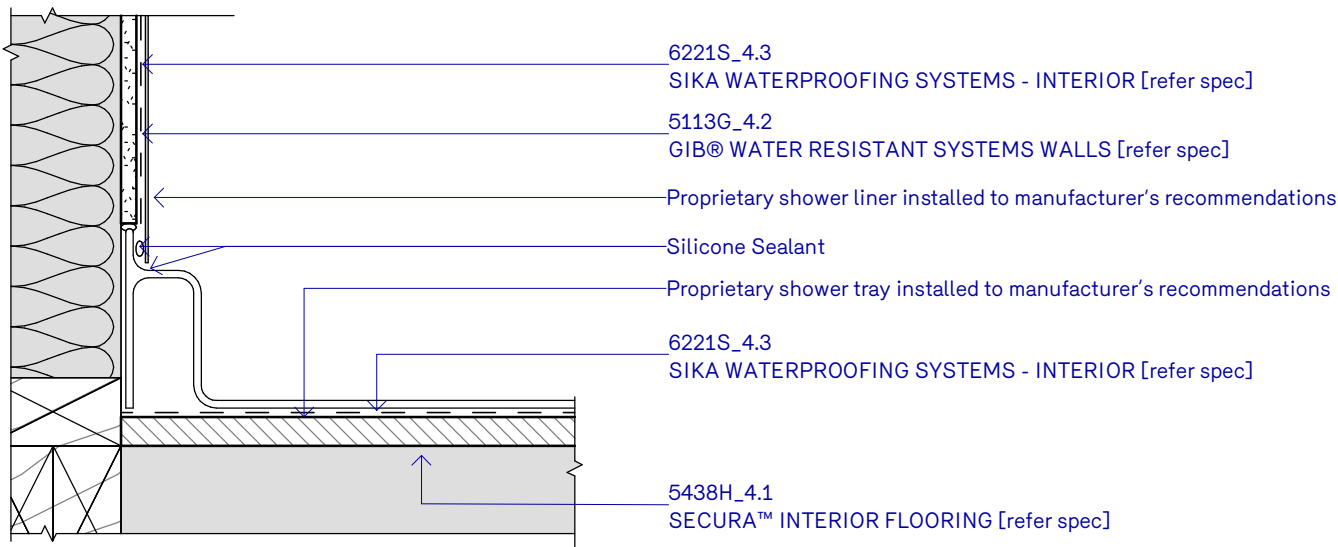 6221S_4.3
SIKA WATERPROOFING SYSTEMS - INTERIOR [refer spec]
5113G_4.2
GIB® WATER RESISTANT SYSTEMS WALLS [refer spec]
Proprietary shower liner installed to manufacturer's recommendations
Silicone Sealant
Proprietary shower tray installed to manufacturer's recommendations
6221S_4.3
SIKA WATERPROOFING SYSTEMS - INTERIOR [refer spec]
5438H_4.1
SECURA™ INTERIOR FLOORING [refer spec]